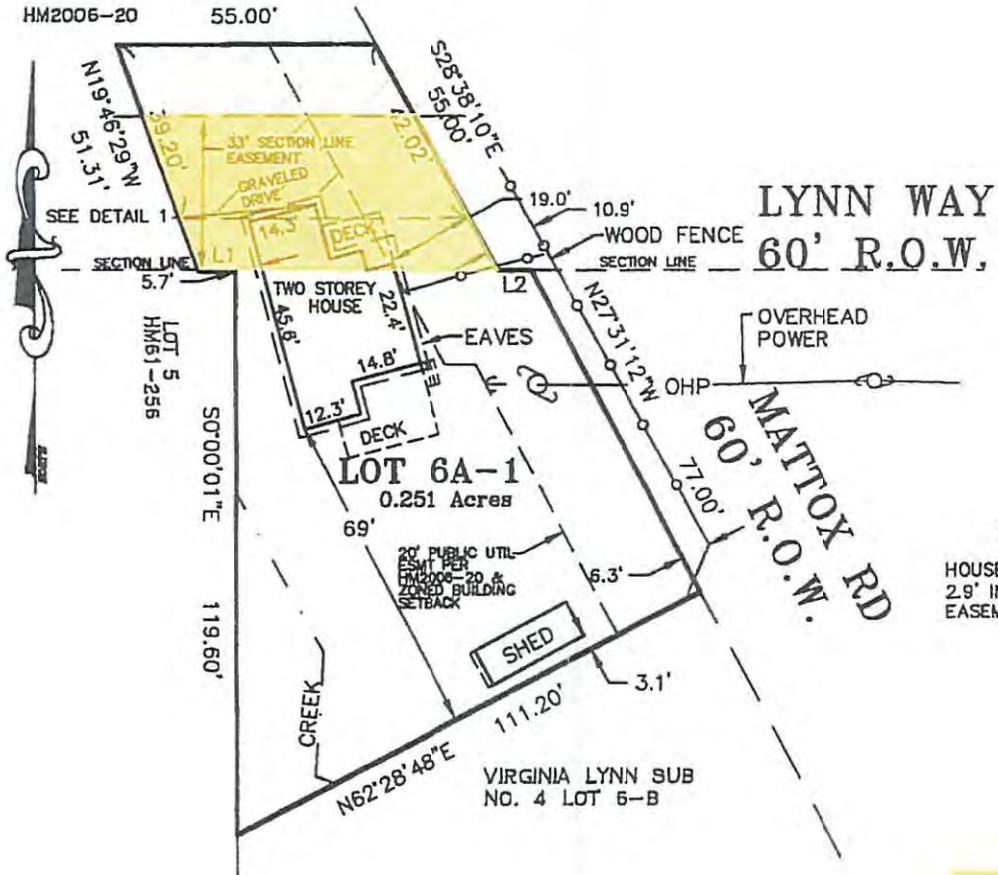 HM2006-20
55.00'
S28°38'10"E
55.00'
N19°46'29"W
51.31'
39.20'
42.02'
33' SECTION LINE
EASEMENT
GRAVELED
DRIVE
SEE DETAIL 1
14.3'
DECK
19.0'
10.9'
WOOD FENCE
LYNN WAY
60' R.O.W.
SECTION LINE
L1
5.7'
L2
SECTION LINE
TWO STOREY
HOUSE
22.4'
45.6'
EAVES
N27°31'12"W
OVERHEAD
POWER
OHP
LOT 5
HM61-256
14.8'
12.3'
DECK
LOT 6A-1
0.251 Acres
MATTOX RD
60' R.O.W.
77.00'
S0°00'01"E
119.60'
69'
20' PUBLIC UTIL
ESMT PER
HM2006-20 &
ZONED BUILDING
SETBACK
6.3'
HOUSE
2.9' IN
EASEM
SHED
3.1'
CREEK
111.20'
N62°28'48"E
VIRGINIA LYNN SUB
NO. 4 LOT 6-B